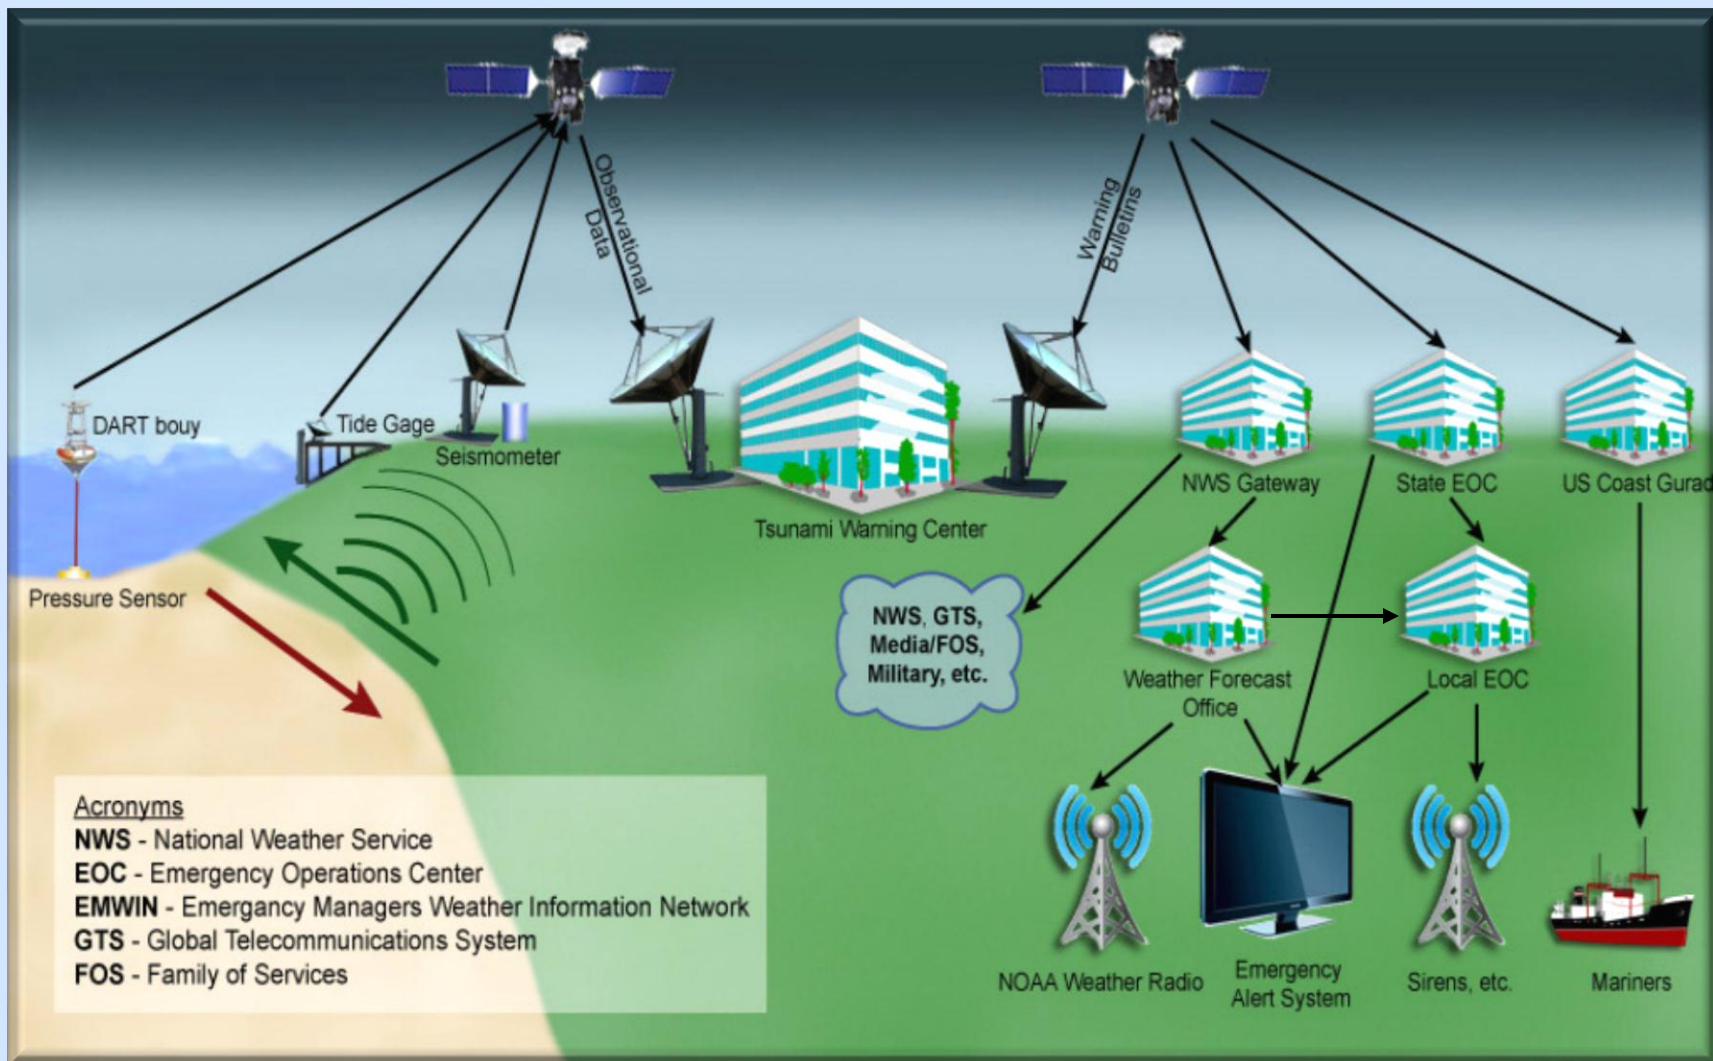 Observational
Data
Warning
Bulletins
DART bouy
Tide Gage
Seismometer
Pressure Sensor
Tsunami Warning Center
NWS Gateway
State EOC
US Coast Gurad
NWS, GTS,
Media/FOS,
Military, etc.
Weather Forecast
Office
Local EOC
NOAA Weather Radio
Emergency
Alert System
Sirens, etc.
Mariners
Acronyms
NWS - National Weather Service
EOC - Emergency Operations Center
EMWIN - Emergancy Managers Weather Information Network
GTS - Global Telecommunications System
FOS - Family of Services